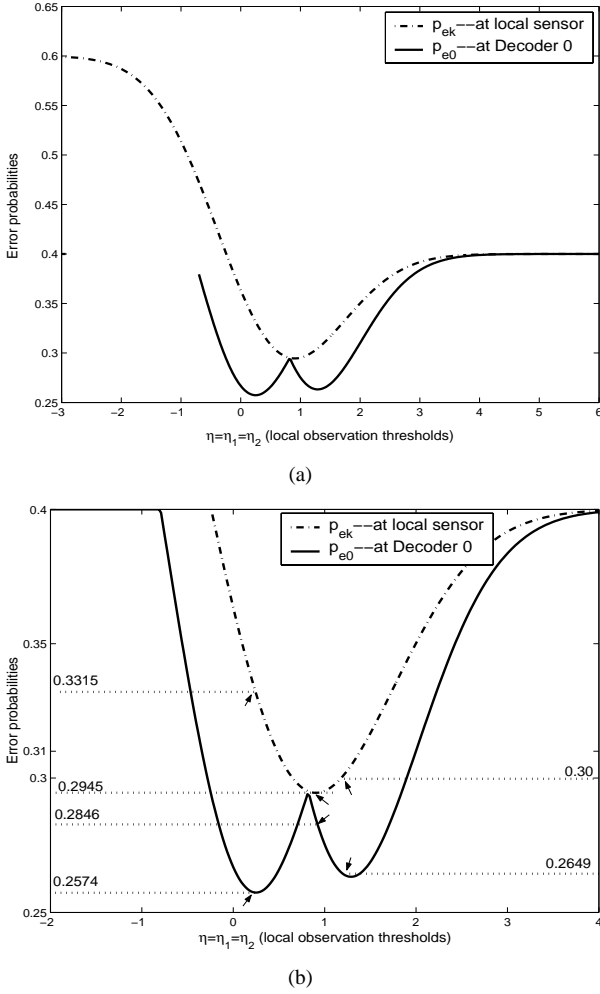 p_ek−−at local sensor
p_e0−−at Decoder 0
0.65
0.6
0.55
0.5
0.45
0.4
0.35
0.3
0.25
Error probabilities
−3 −2 −1 0 1 2 3 4 5 6
η=η_1=η_2 (local observation thresholds)
(a)
p_ek−−at local sensor
p_e0−−at Decoder 0
0.4
0.35
0.3315
0.31
0.30
0.3
0.2945
0.2846
0.2649
0.2574
0.25
Error probabilities
−2 −1 0 1 2 3 4
η=η_1=η_2 (local observation thresholds)
(b)